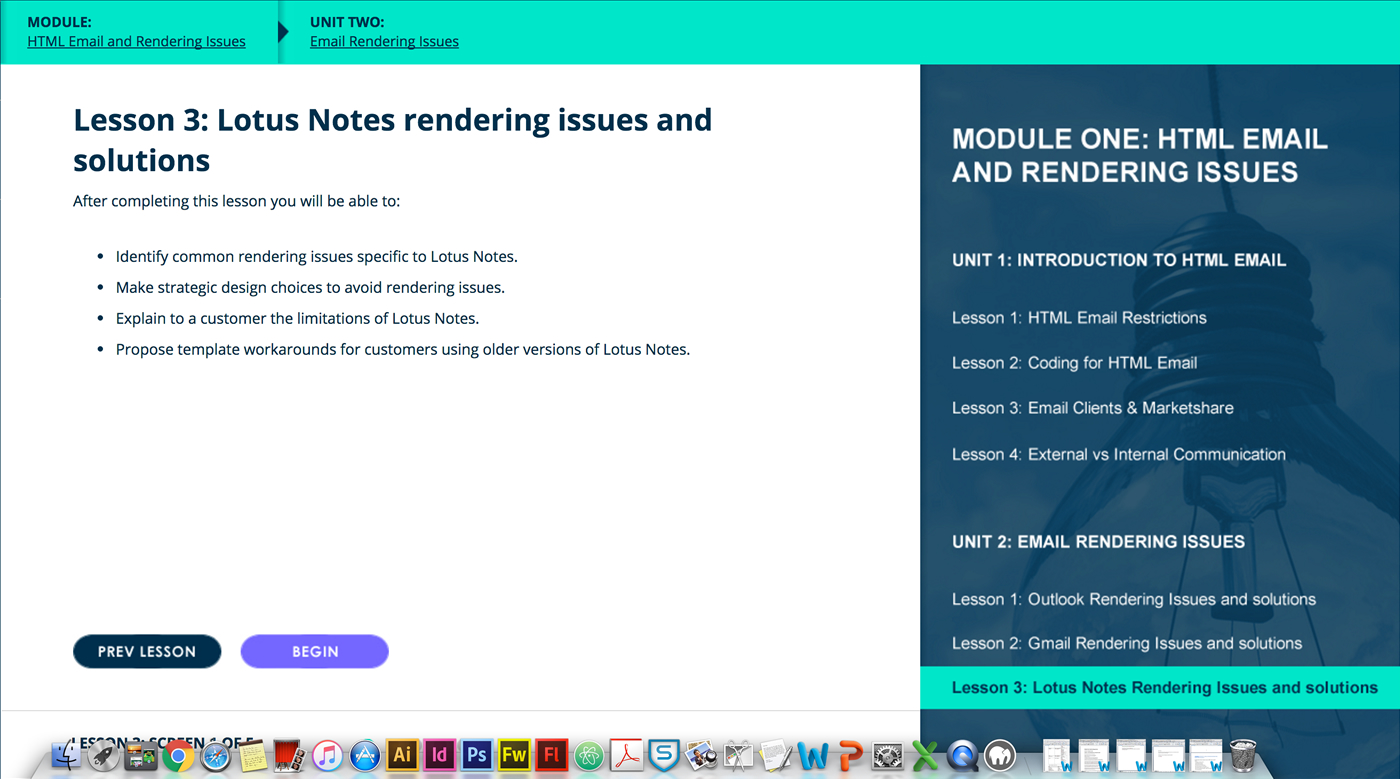 MODULE:
HTML Email and Rendering Issues
UNIT TWO:
Email Rendering Issues
Lesson 3: Lotus Notes rendering issues and
solutions
After completing this lesson you will be able to:
Identify common rendering issues specific to Lotus Notes.
Make strategic design choices to avoid rendering issues.
Explain to a customer the limitations of Lotus Notes.
Propose template workarounds for customers using older versions of Lotus Notes.
PREV LESSON
BEGIN
MODULE ONE: HTML EMAIL
AND RENDERING ISSUES
UNIT 1: INTRODUCTION TO HTML EMAIL
Lesson 1: HTML Email Restrictions
Lesson 2: Coding for HTML Email
Lesson 3: Email Clients & Marketshare
Lesson 4: External vs Internal Communication
UNIT 2: EMAIL RENDERING ISSUES
Lesson 1: Outlook Rendering Issues and solutions
Lesson 2: Gmail Rendering Issues and solutions
Lesson 3: Lotus Notes Rendering Issues and solutions
LESSON 3: SCREEN 1 OF 5
Ai Id Ps Fw Fl